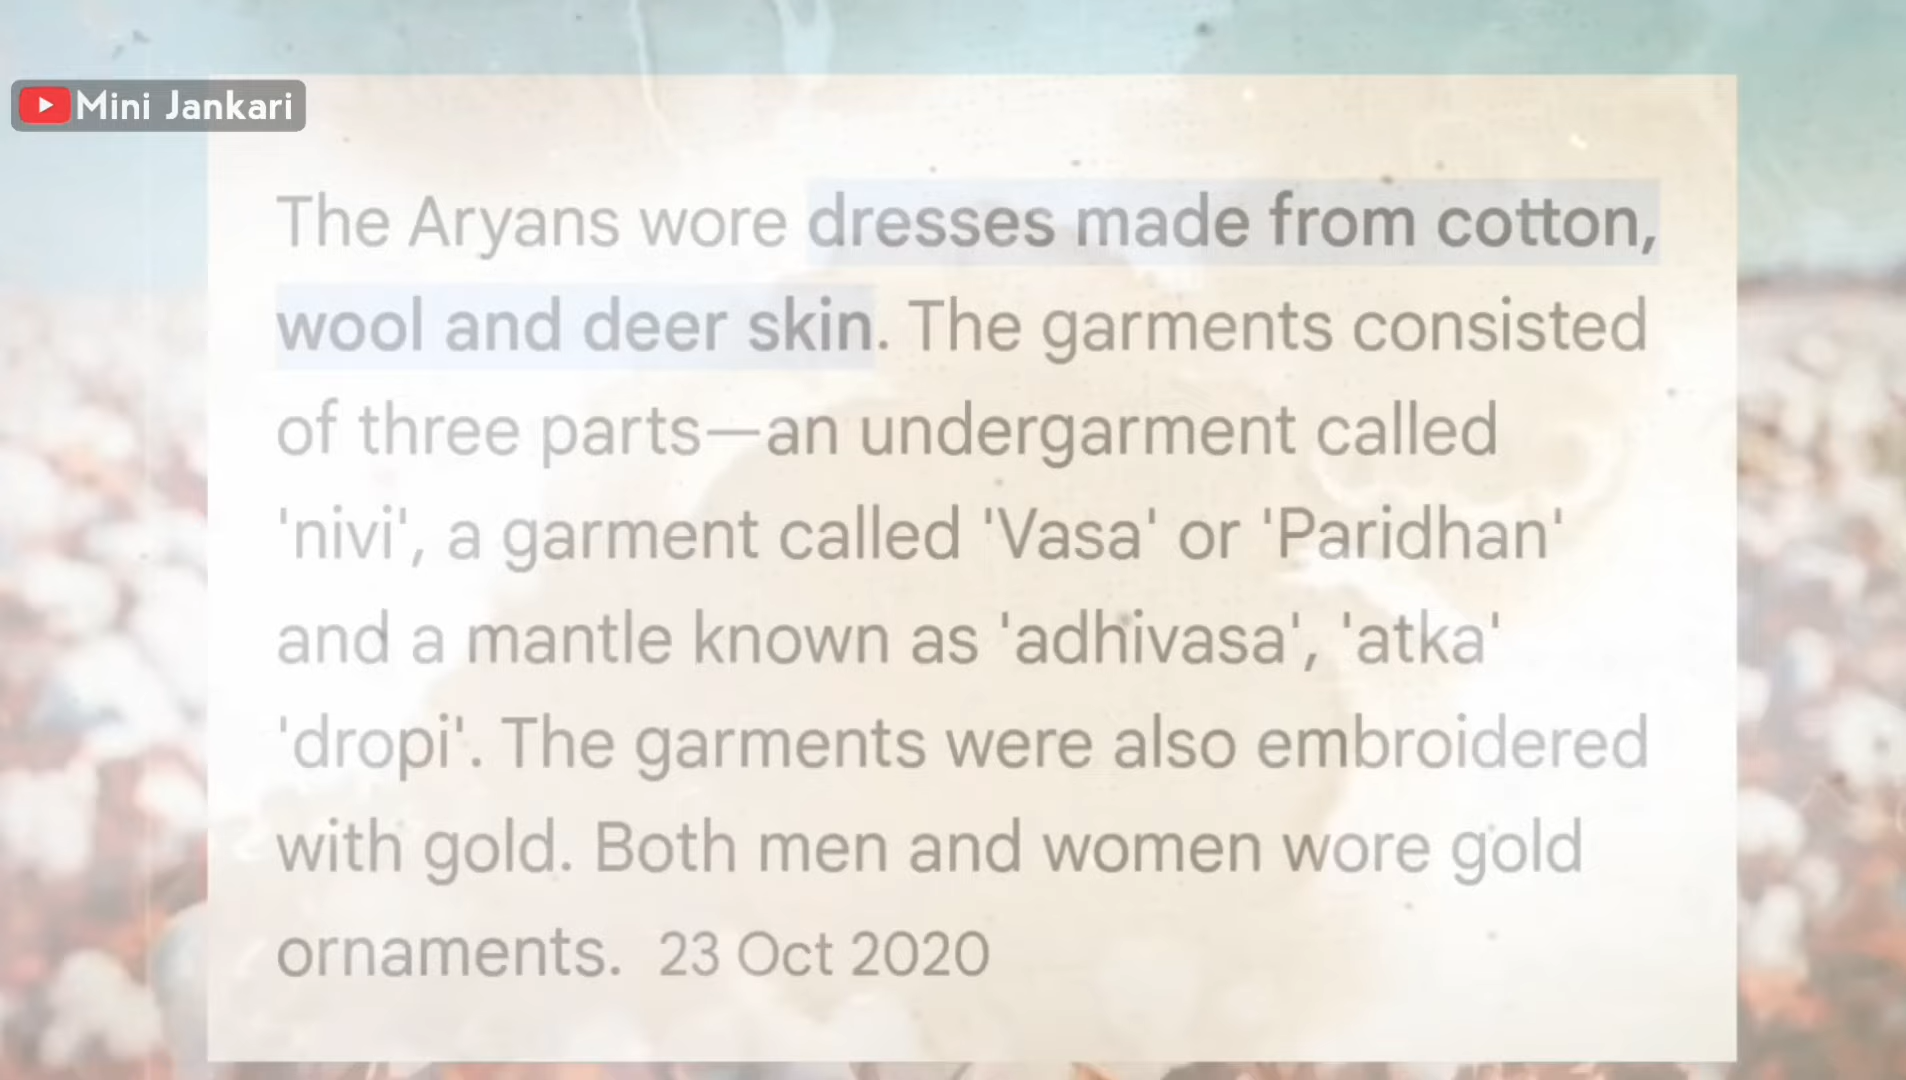 Mini Jankari
The Aryans wore dresses made from cotton,
wool and deer skin. The garments consisted
of three parts—an undergarment called
'nivi', a garment called 'Vasa' or 'Paridhan'
and a mantle known as 'adhivasa', 'atka'
'dropi'. The garments were also embroidered
with gold. Both men and women wore gold
ornaments. 23 Oct 2020